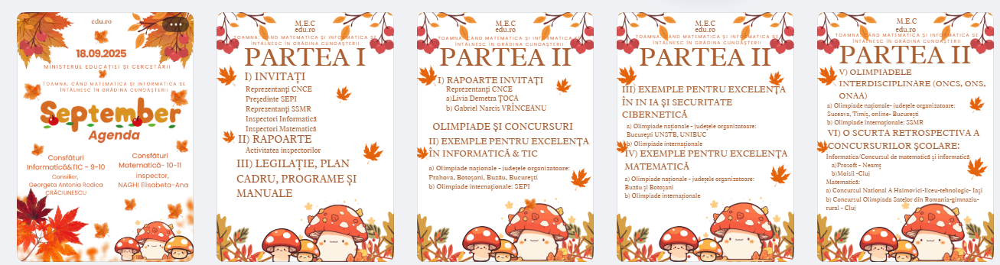 edu.ro
18.09.2025
MINISTERUL EDUCAȚIEI ȘI CERCETĂRII
TOAMNA: CÂND MATEMATICA ȘI INFORMATICA SE
ÎNTÂLNESC ÎN GRĂDINA CUNOAȘTERII
September
Agenda
Consfături
Informatică&TIC - 9-10
Consilier,
Georgeta Antonia Rodica
CRĂCIUNESCU
Consfături
Matematică- 10-11
inspector,
NAGHI Elisabeta-Ana
M.E.C
edu.ro
TOAMNA: CÂND MATEMATICA ȘI INFORMATICA SE
ÎNTÂLNESC ÎN GRĂDINA CUNOAȘTERII
PARTEA I
I) INVITAȚI
Reprezentanți CNCE
Președinte SEPI
Reprezentanți SSMR
Inspectori Informatică
Inspectori Matematică
II) RAPOARTE
Activitatea inspectorilor
III) LEGILAȚIE, PLAN
CADRU, PROGRAME ȘI
MANUALE
M.E.C
edu.ro
TOAMNA: CÂND MATEMATICA ȘI INFORMATICA SE
ÎNTÂLNESC ÎN GRĂDINA CUNOAȘTERII
PARTEA II
I) RAPOARTE INVITAȚI
Reprezentanți CNCE
a)Livia Demetra ȚOCA
b) Gabriel Narcis VRÎNCEANU
OLIMPIADE ȘI CONCURSURI
II) EXEMPLE PENTRU EXCELENȚA
ÎN INFORMATICĂ & TIC
a) Olimpiade naționale - județele organizatoare:
Prahova, Botoșani, Buzău, București
b) Olimpiade internaționale: SEPI
M.E.C
edu.ro
TOAMNA: CÂND MATEMATICA ȘI INFORMATICA SE
ÎNTÂLNESC ÎN GRĂDINA CUNOAȘTERII
PARTEA II
III) EXEMPLE PENTRU EXCELENȚA
ÎN IN IA ȘI SECURITATE
CIBERNETICĂ
a) Olimpiade naționale - județele organizatoare:
București UNSTB, UNIBUC
b) Olimpiade internaționale
IV) EXEMPLE PENTRU EXCELENȚA
MATEMATICĂ
a) Olimpiade naționale - județele organizatoare:
Buzău și Botoșani
b) Olimpiade internaționale
M.E.C
edu.ro
TOAMNA: CÂND MATEMATICA ȘI INFORMATICA SE
ÎNTÂLNESC ÎN GRĂDINA CUNOAȘTERII
PARTEA II
V) OLIMPIADELE
INTERDISCIPLINARE (ONCS, ONS,
ONAA)
a) Olimpiade naționale- județele organizatoare:
Suceava, Timiș, online- București
b) Olimpiade internaționale: SSMR
VI) O SCURTA RETROSPECTIVA A
CONCURSURILOR ȘCOLARE:
Informatica/Concursul de matematică și informatică
a)Prosoft - Neamț
b)Moisil -Cluj
Matematică:
a) Concursul National A Haimovici-liceu-tehnologie- Iași
b) Concursul Olimpiada Satelor din Romania-gimnaziu-
rural - Cluj